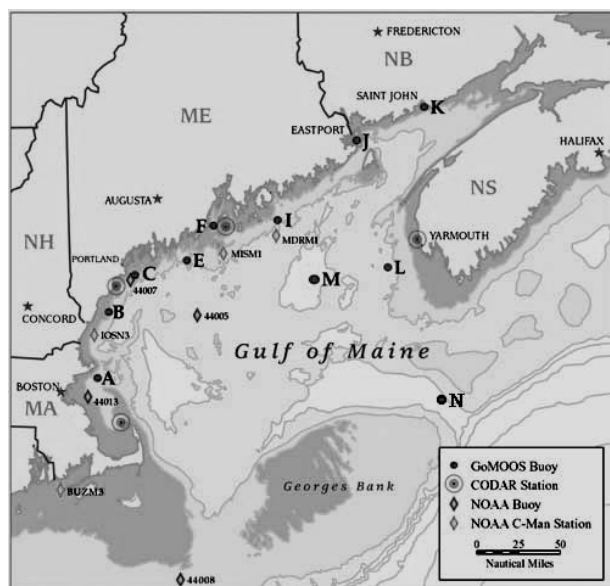 FREDERICTON
NB
SAINT JOHN
K
ME
EASTPORT
J
HALIFAX
NS
AUGUSTA
F
I
MDRM1
YARMOUTH
NH
PORTLAND
MISM1
E
C
L
M
44007
B
44005
CONCORD
IOSN3
Gulf of Maine
A
BOSTON
44013
MA
N
GoMOOS Buoy
CODAR Station
NOAA Buoy
NOAA C-Man Station
0 25 50
Nautical Miles
Georges Bank
BUZM3
44008